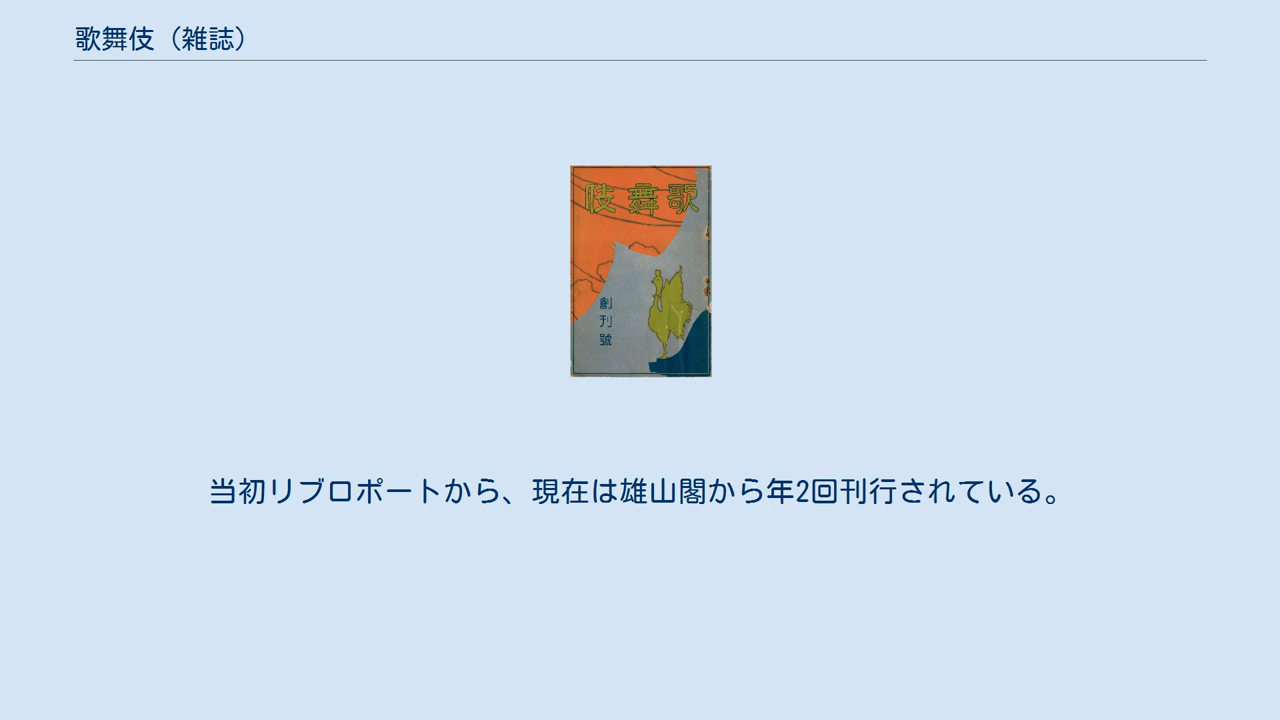 歌舞伎（雑誌）
歌舞伎
創刊號
当初リブロポートから、現在は雄山閣から年2回刊行されている。